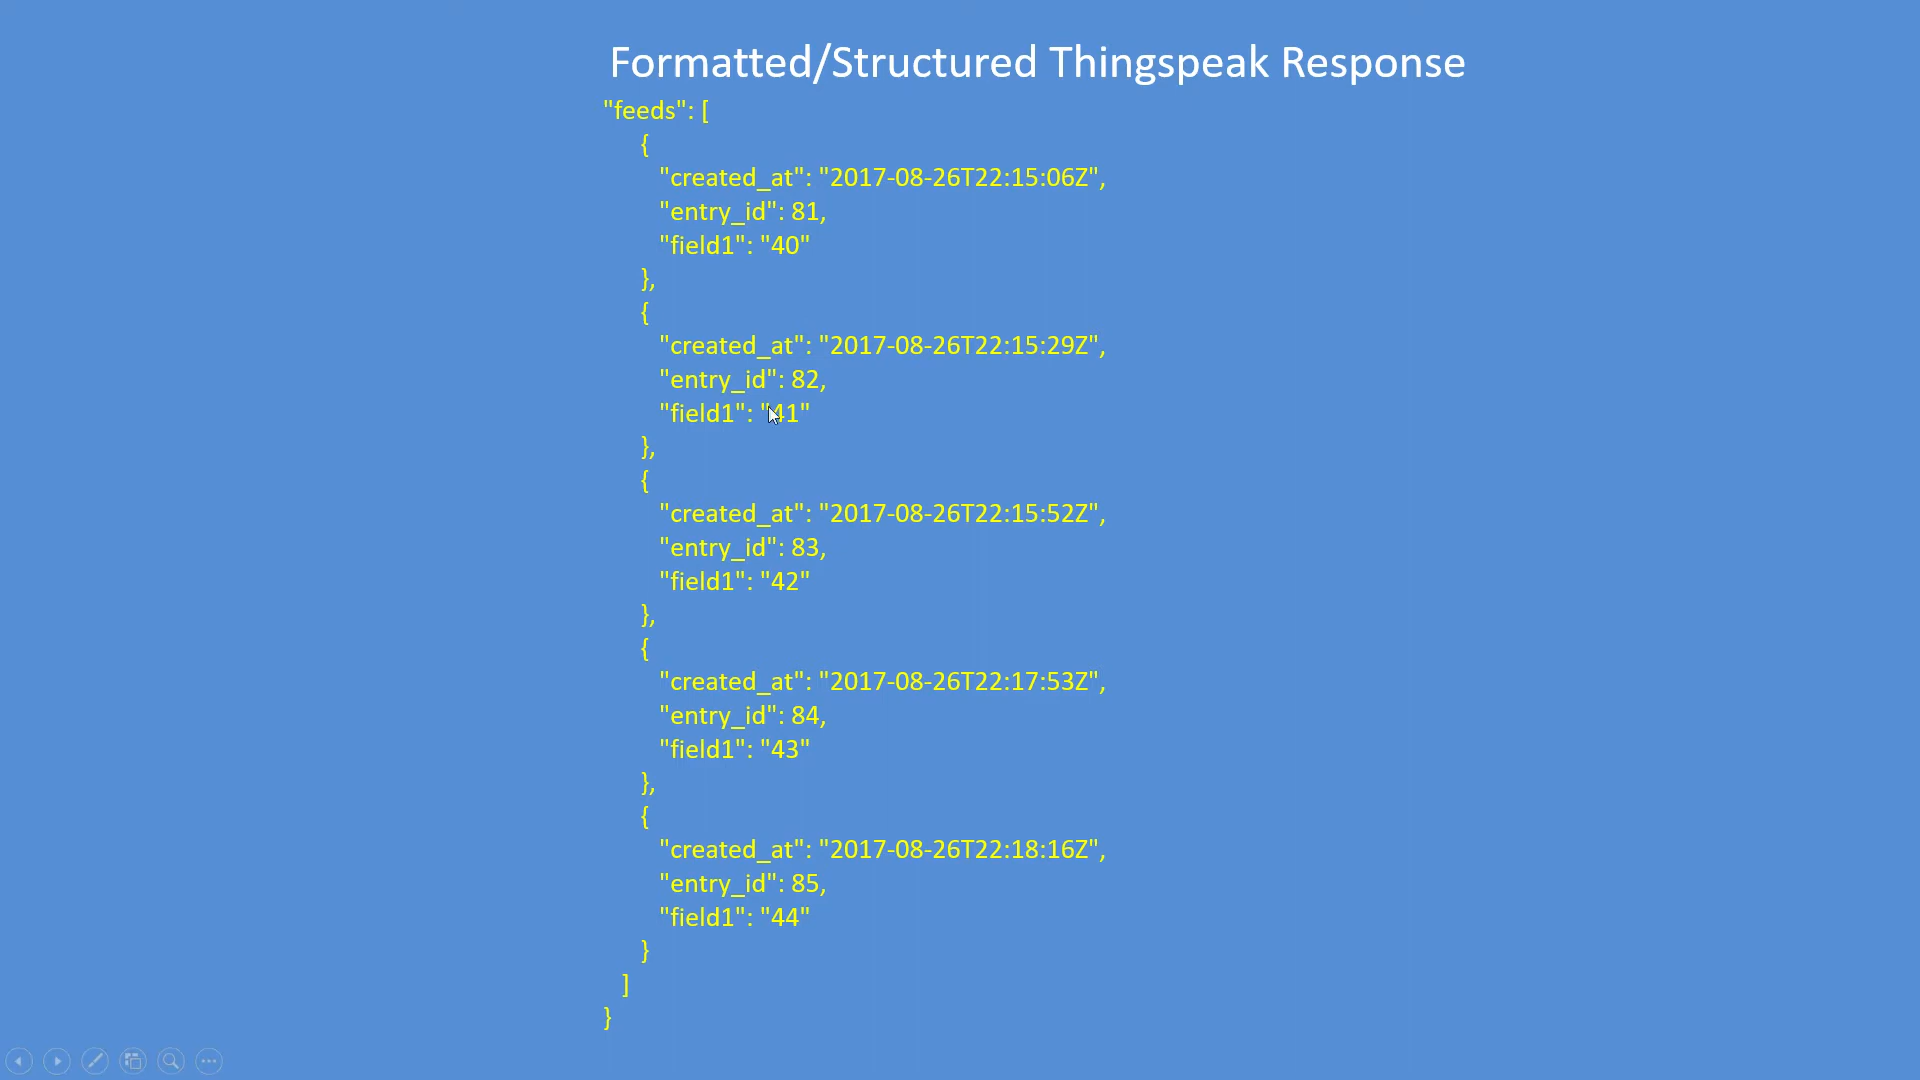 Formatted/Structured Thingspeak Response
"feeds": [
{
"created_at": "2017-08-26T22:15:06Z",
"entry_id": 81,
"field1": "40"
},
{
"created_at": "2017-08-26T22:15:29Z",
"entry_id": 82,
"field1": "41"
},
{
"created_at": "2017-08-26T22:15:52Z",
"entry_id": 83,
"field1": "42"
},
{
"created_at": "2017-08-26T22:17:53Z",
"entry_id": 84,
"field1": "43"
},
{
"created_at": "2017-08-26T22:18:16Z",
"entry_id": 85,
"field1": "44"
}
]
}